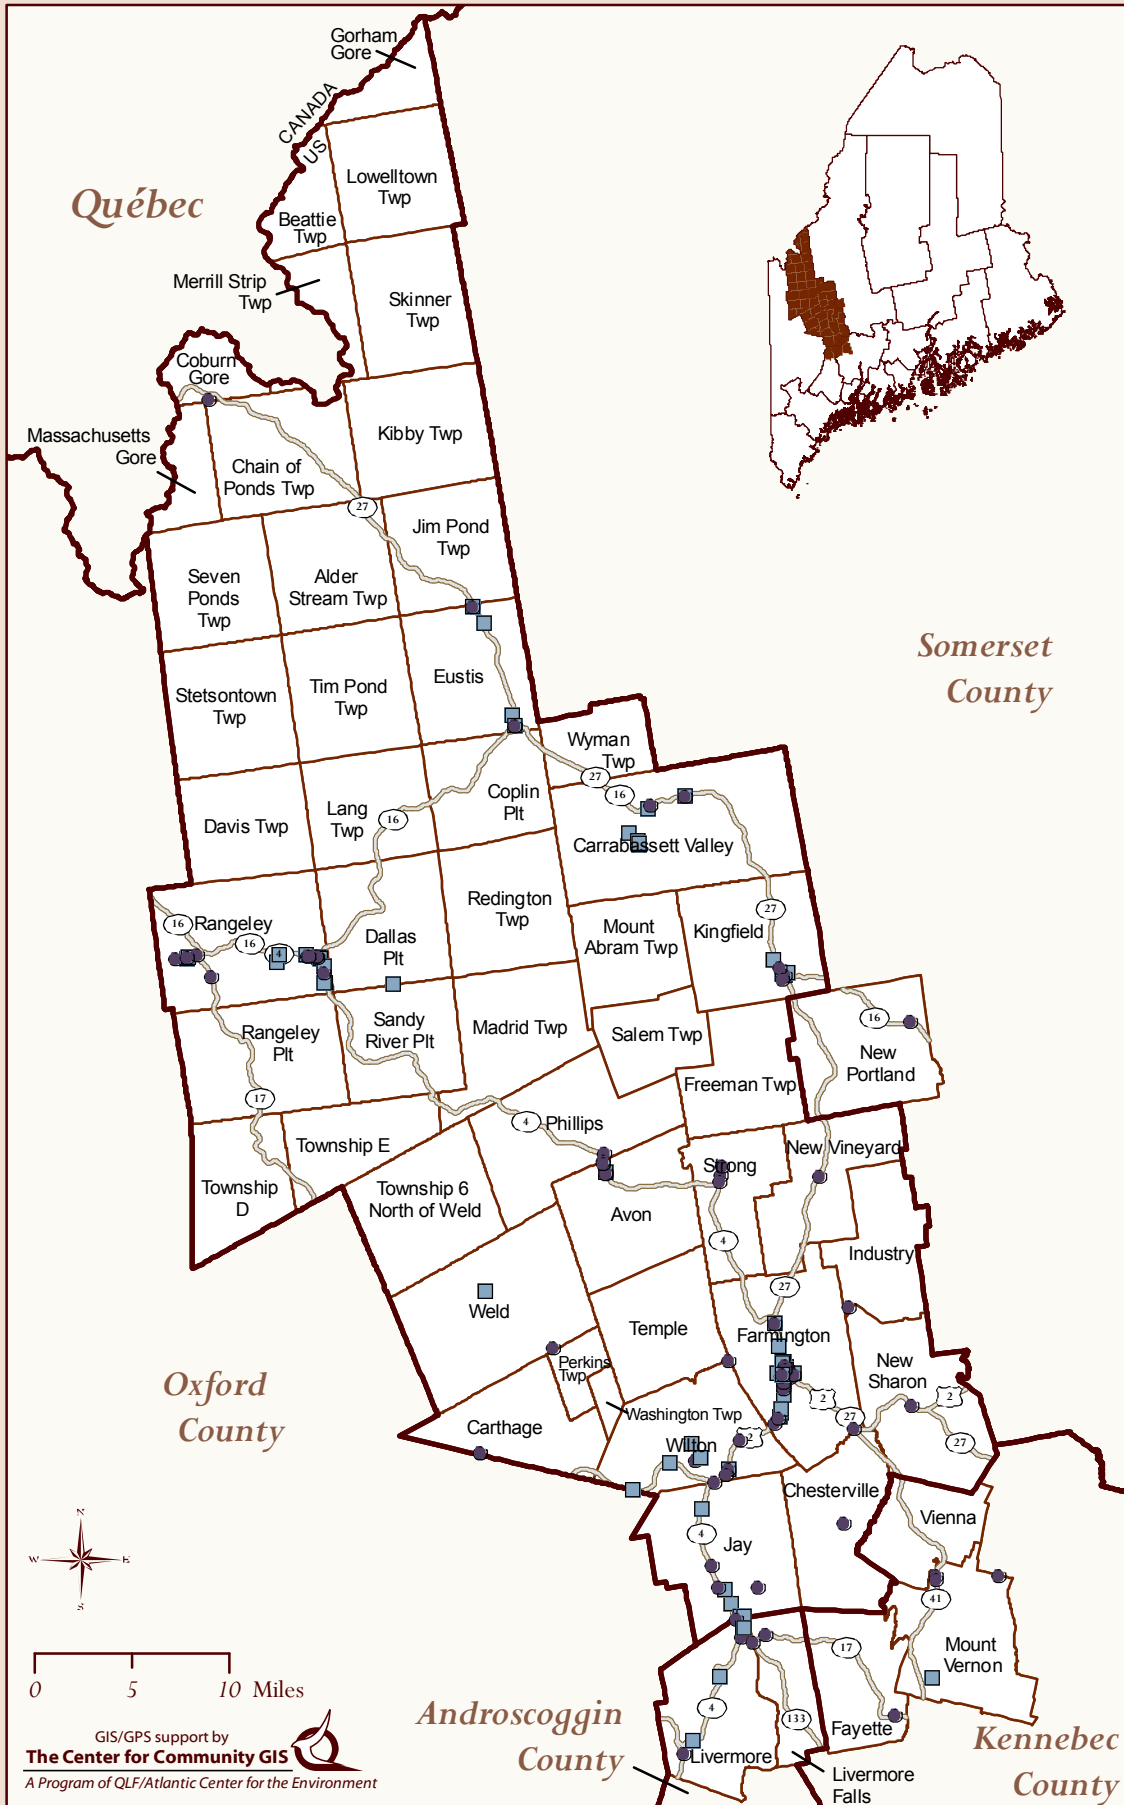 Gorham
Gore
CANADA
US
Québec
Lowelltown
Twp
Beattie
Twp
Merrill Strip
Twp
Skinner
Twp
Coburn
Gore
Massachusetts
Gore
Chain of
Ponds Twp
Kibby Twp
27
Jim Pond
Twp
Seven
Ponds
Twp
Alder
Stream Twp
Somerset
County
Stetsontown
Twp
Tim Pond
Twp
Eustis
Wyman
Twp
27
16
Davis Twp
Lang
Twp
16
Coplin
Plt
Carrabassett Valley
Rangeley
16
16
4
Dallas
Plt
Redington
Twp
Mount
Abram Twp
Kingfield
27
Rangeley
Plt
Sandy
River Plt
Madrid Twp
Salem Twp
16
New
Portland
Freeman Twp
17
4
Phillips
Township E
Township
D
Township 6
North of Weld
Avon
Strong
New Vineyard
4
Industry
27
Weld
Temple
Farmington
Perkins
Twp
New
Sharon
Oxford
County
Carthage
Washington Twp
2
27
2
27
Wilton
2
Chesterville
Vienna
4
Jay
41
Mount
Vernon
17
N
W E
S
0 5 10 Miles
4
133
Fayette
Livermore
Livermore
Falls
Androscoggin
County
Kennebec
County
GIS/GPS support by
The Center for Community GIS
A Program of QLF/Atlantic Center for the Environment